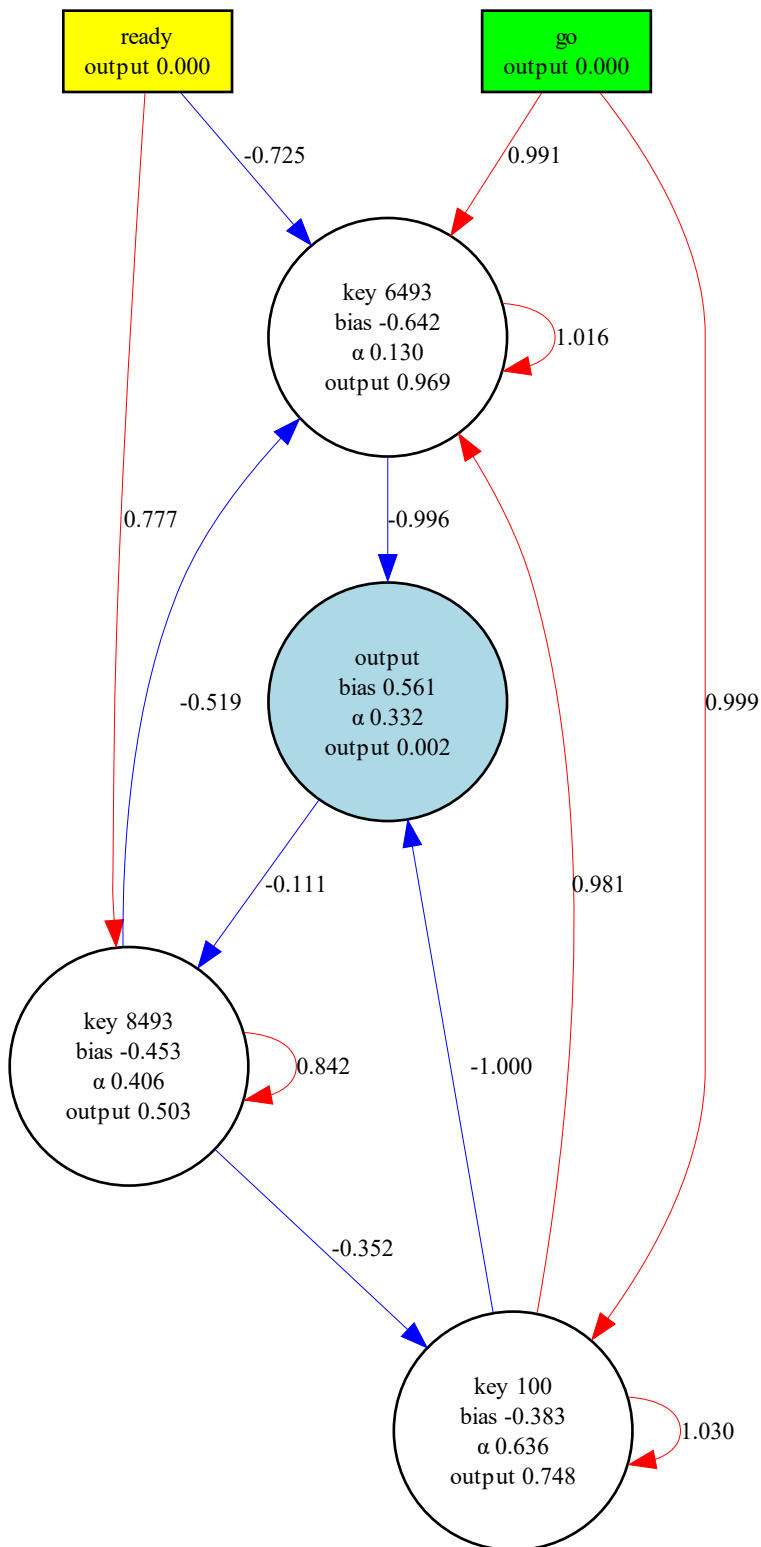 ready
output 0.000
go
output 0.000
-0.725
0.991
key 6493
bias -0.642
α 0.130
output 0.969
1.016
0.777
-0.996
-0.519
output
bias 0.561
α 0.332
output 0.002
0.999
-0.111
0.981
key 8493
bias -0.453
α 0.406
output 0.503
0.842
-1.000
-0.352
key 100
bias -0.383
α 0.636
output 0.748
1.030